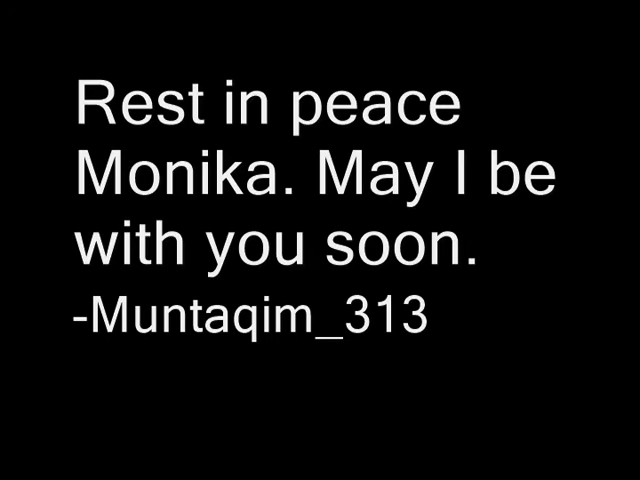 Rest in peace
Monika. May I be
with you soon.
-Muntaqim_313